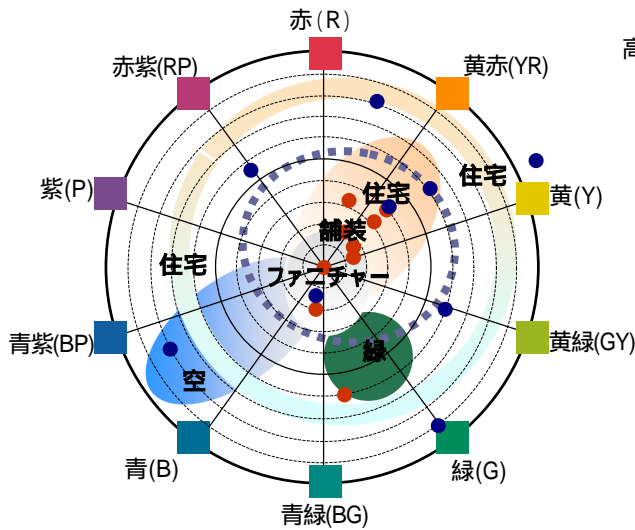 赤(R)
高
赤紫(RP)
黄赤(YR)
紫(P)
住宅
住宅
黄(Y)
舗装
住宅
ファニチャー
青紫(BP)
黄緑(GY)
緑
空
青(B)
緑(G)
青緑(BG)